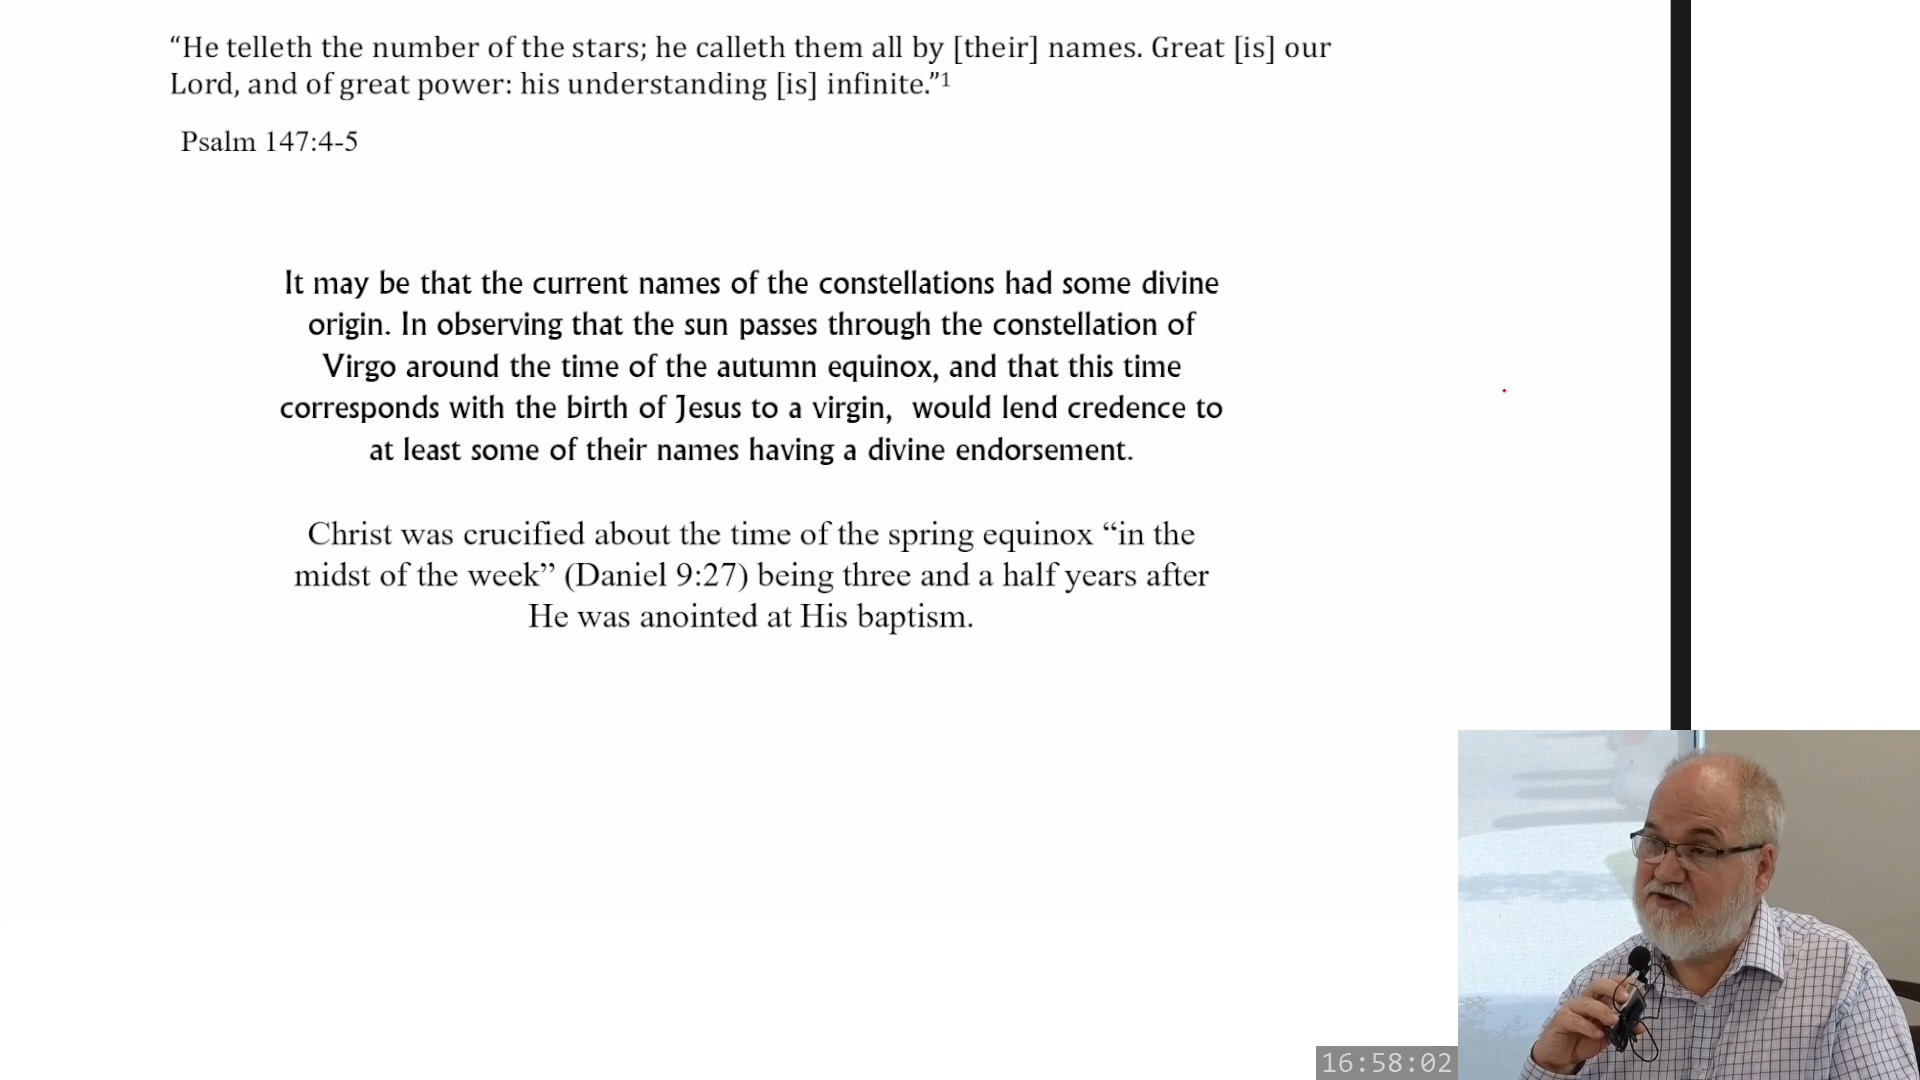 “He telleth the number of the stars; he calleth them all by [their] names. Great [is] our
Lord, and of great power: his understanding [is] infinite.”1
Psalm 147:4-5
It may be that the current names of the constellations had some divine
origin. In observing that the sun passes through the constellation of
Virgo around the time of the autumn equinox, and that this time
corresponds with the birth of Jesus to a virgin,  would lend credence to
at least some of their names having a divine endorsement.
Christ was crucified about the time of the spring equinox “in the
midst of the week” (Daniel 9:27) being three and a half years after
He was anointed at His baptism.
16:58:02